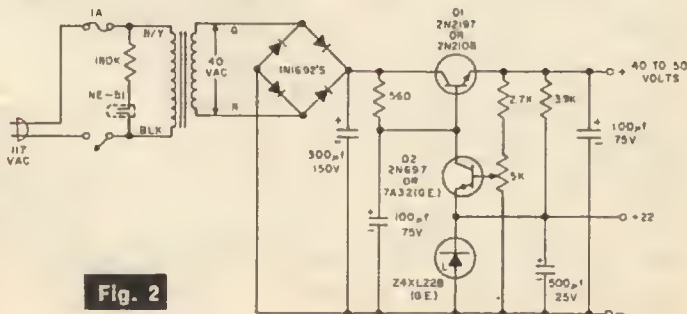 1A
B/Y
180K
NE-51
BLK
117
VAC
40
VAC
1N1692'S
300µf
150V
+
-
560
100µf
75V
+
-
Q1
2N2197
OR
2N2108
Q2
2N697
OR
7A32(G.E.)
Z4XL22B
(G.E.)
2.7K
3.9K
5K
100µf
75V
+
-
500µf
25V
+
-
+ 40 TO 50
VOLTS
+22
-
Fig. 2